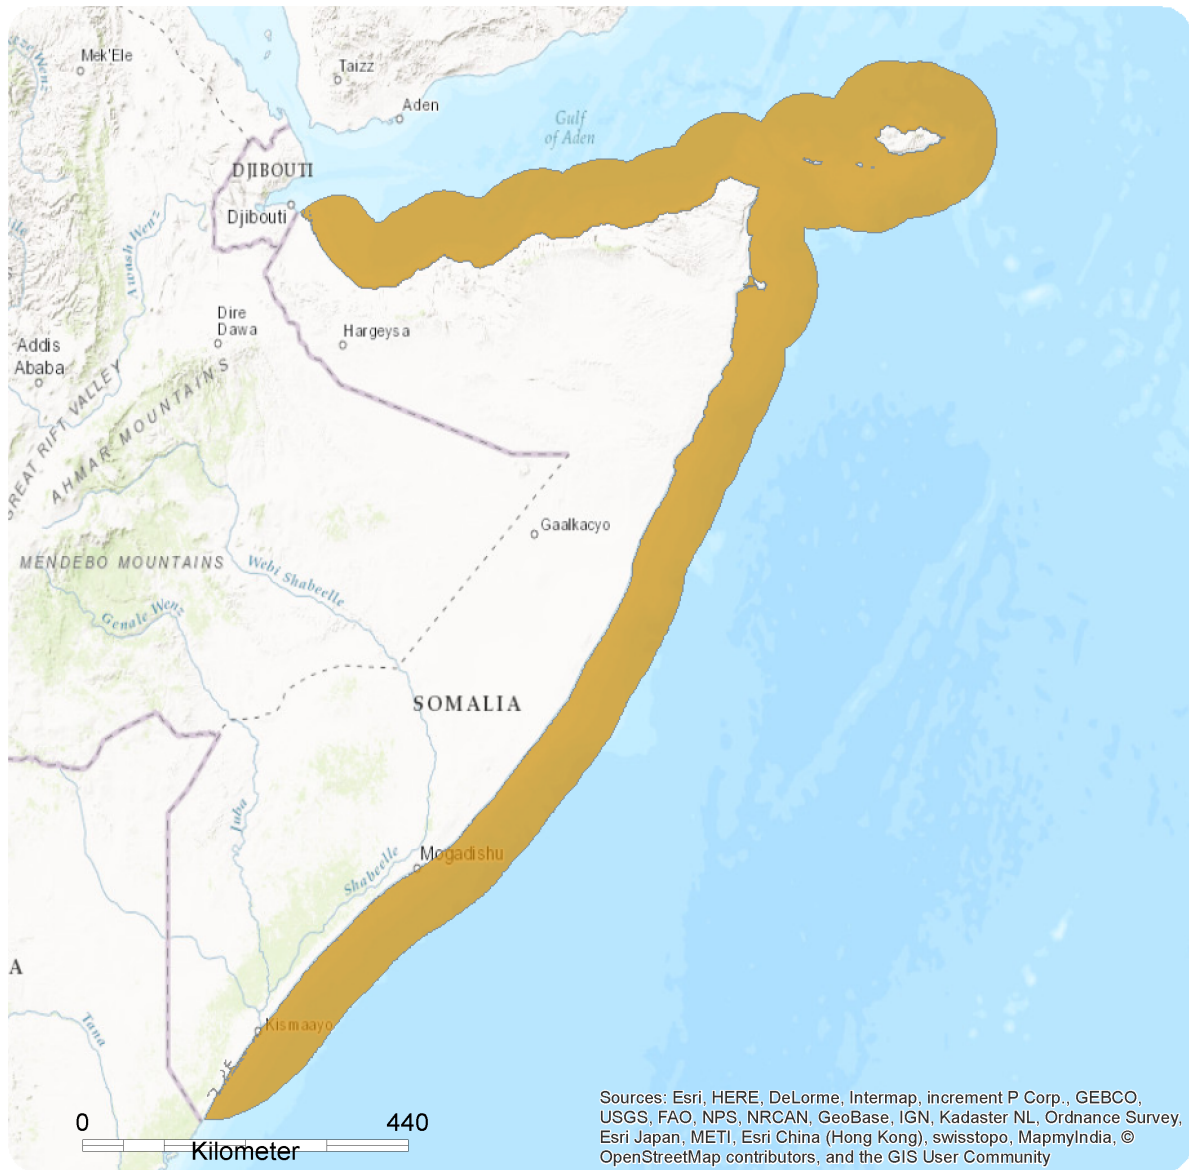 Mek'Ele
Taizz
Aden
Gulf
of Aden
DJIBOUTI
Djibouti
Awash Wenz
Dire
Dawa
Hargeysa
Addis
Ababa
GREAT RIFT VALLEY
AHMAR MOUNTAINS
Gaalkacyo
MENDEBO MOUNTAINS
Webi Shabeelle
Genale Wenz
SOMALIA
Juba
Mogadishu
Shabeelle
A
Kismaayo
Tana
0 440
Kilometer
Sources: Esri, HERE, DeLorme, Intermap, increment P Corp., GEBCO,
USGS, FAO, NPS, NRCAN, GeoBase, IGN, Kadaster NL, Ordnance Survey,
Esri Japan, METI, Esri China (Hong Kong), swisstopo, MapmyIndia, ©
OpenStreetMap contributors, and the GIS User Community